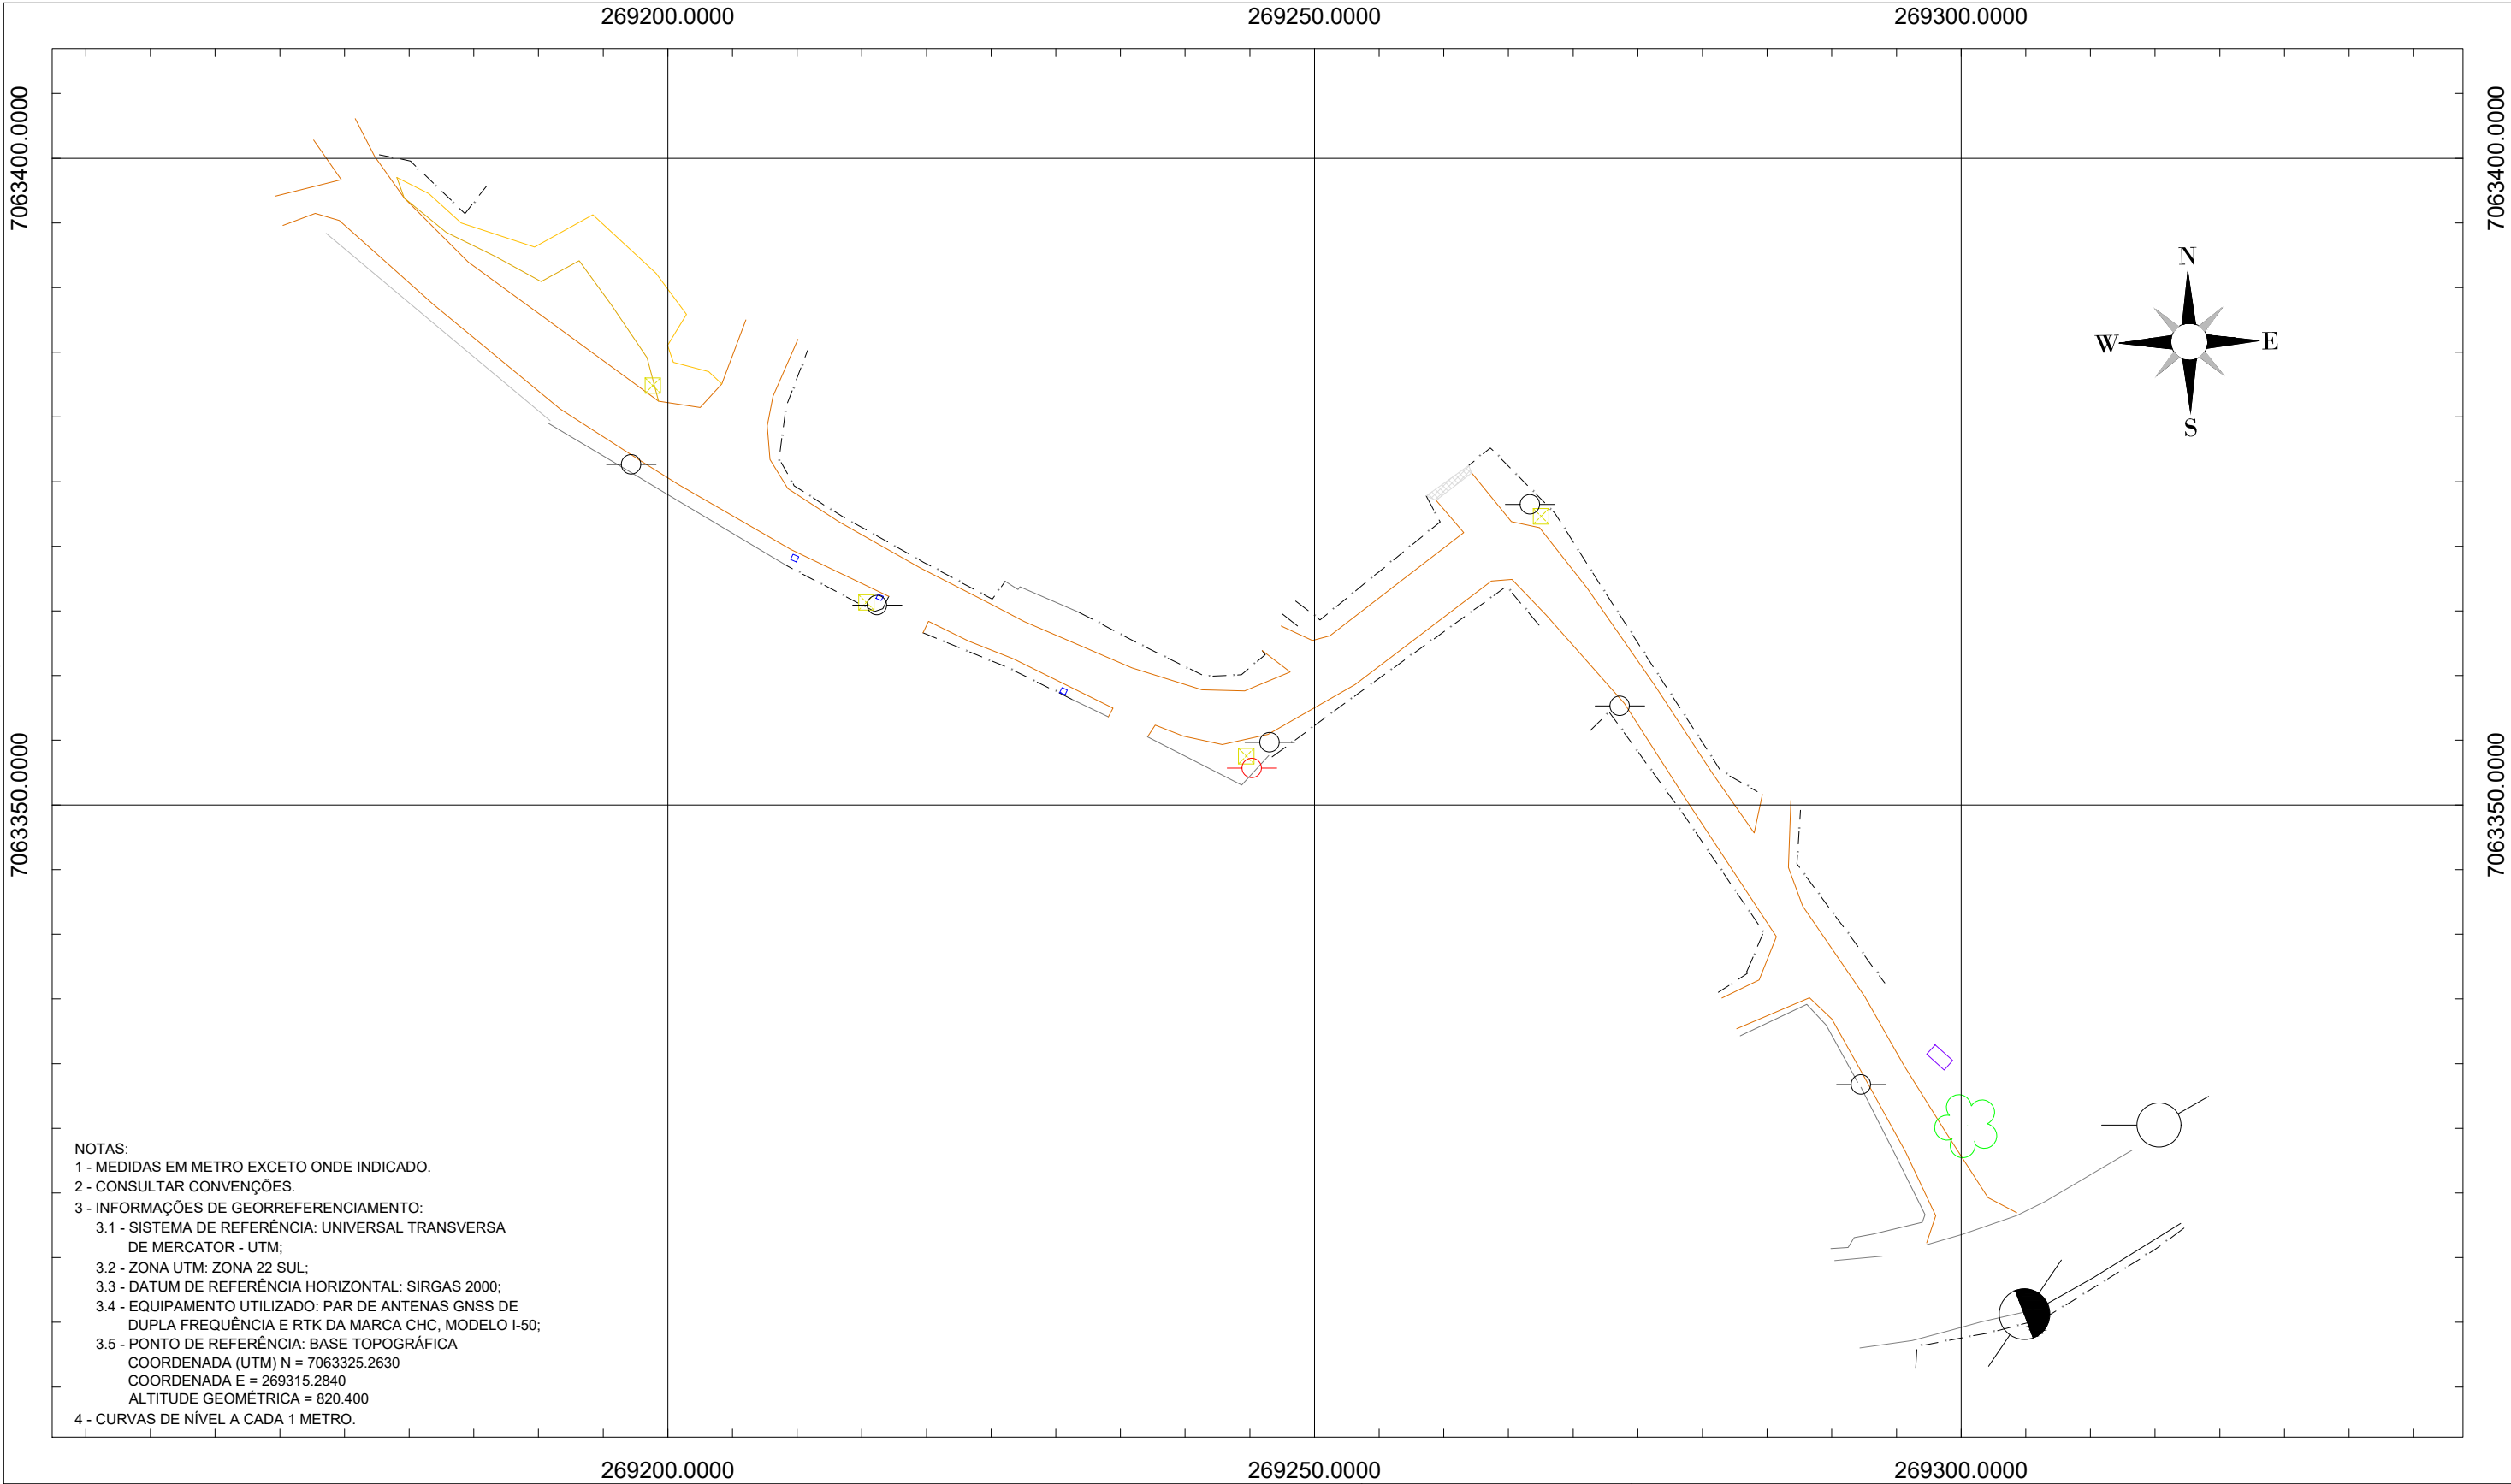 269200.0000
269250.0000
269300.0000
7063400.0000
7063400.0000
N
W
E
S
7063350.0000
7063350.0000
NOTAS:
1 - MEDIDAS EM METRO EXCETO ONDE INDICADO.
2 - CONSULTAR CONVENÇÕES.
3 - INFORMAÇÕES DE GEORREFERENCIAMENTO:
3.1 - SISTEMA DE REFERÊNCIA: UNIVERSAL TRANSVERSA
DE MERCATOR - UTM;
3.2 - ZONA UTM: ZONA 22 SUL;
3.3 - DATUM DE REFERÊNCIA HORIZONTAL: SIRGAS 2000;
3.4 - EQUIPAMENTO UTILIZADO: PAR DE ANTENAS GNSS DE
DUPLA FREQUÊNCIA E RTK DA MARCA CHC, MODELO I-50;
3.5 - PONTO DE REFERÊNCIA: BASE TOPOGRÁFICA
COORDENADA (UTM) N = 7063325.2630
COORDENADA E = 269315.2840
ALTITUDE GEOMÉTRICA = 820.400
4 - CURVAS DE NÍVEL A CADA 1 METRO.
269200.0000
269250.0000
269300.0000